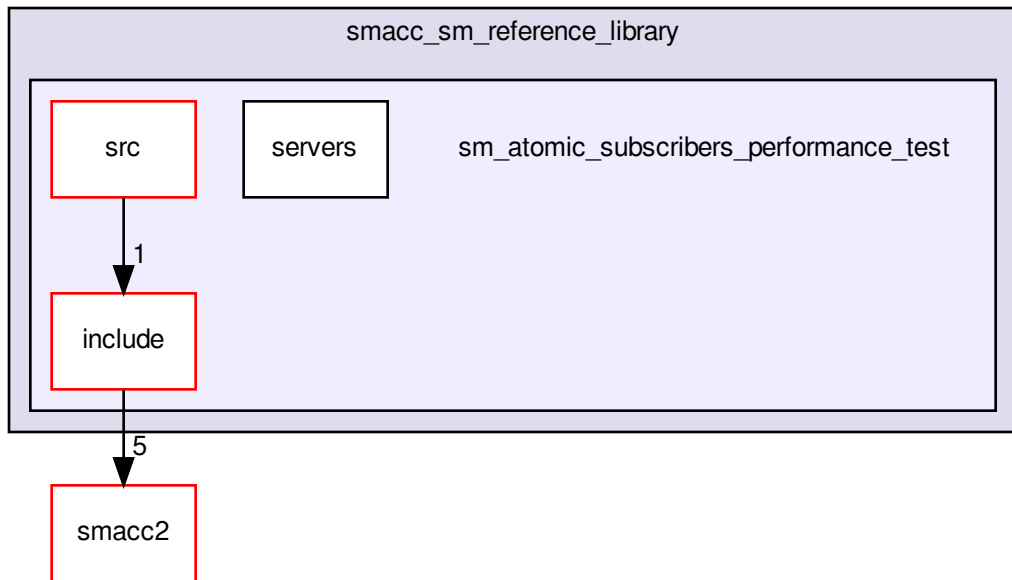 smacc_sm_reference_library
src
servers
sm_atomic_subscribers_performance_test
1
include
5
smacc2